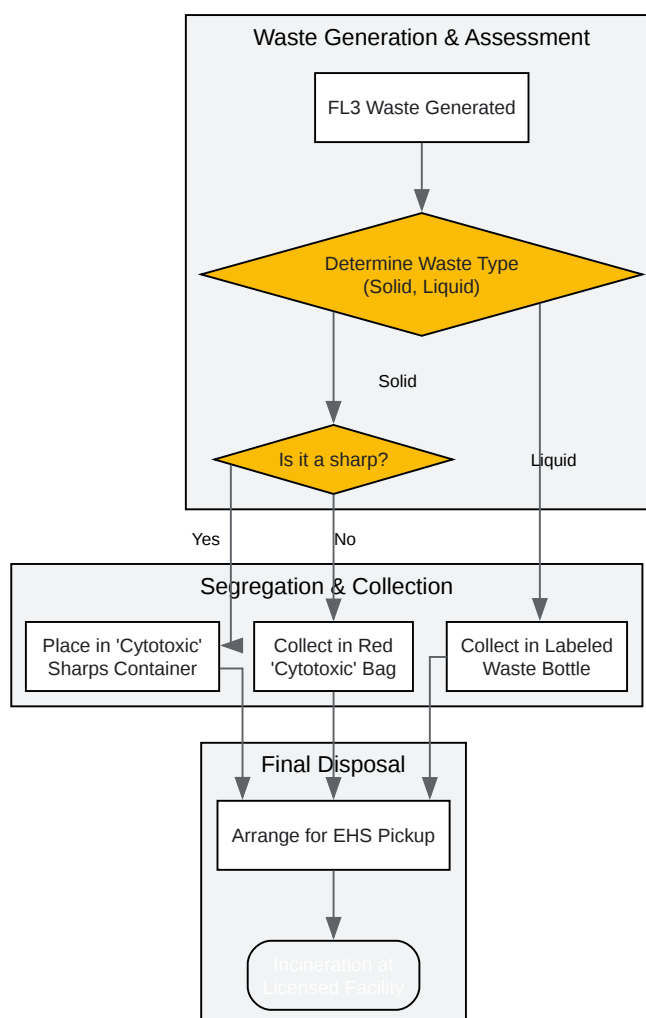 Waste Generation & Assessment
FL3 Waste Generated
Determine Waste Type
(Solid, Liquid)
Solid
Is it a sharp?
Liquid
Yes
No
Segregation & Collection
Place in 'Cytotoxic'
Sharps Container
Collect in Red
'Cytotoxic' Bag
Collect in Labeled
Waste Bottle
Final Disposal
Arrange for EHS Pickup
Incineration at
Licensed Facility